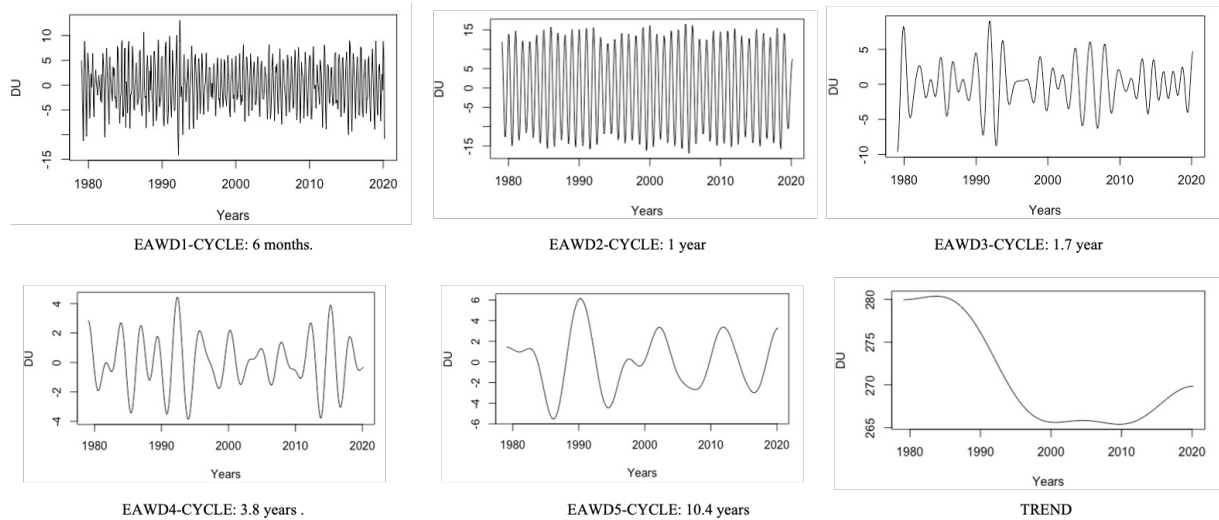 10
5
0
-5
-15
DU
1980 1990 2000 2010 2020
Years
EAWD1-CYCLE: 6 months.
15
5
0
-5
-15
DU
1980 1990 2000 2010 2020
Years
EAWD2-CYCLE: 1 year
5
0
-5
-10
DU
1980 1990 2000 2010 2020
Years
EAWD3-CYCLE: 1.7 year
4
2
0
-2
-4
DU
1980 1990 2000 2010 2020
Years
EAWD4-CYCLE: 3.8 years .
6
4
2
0
-2
-4
-6
DU
1980 1990 2000 2010 2020
Years
EAWD5-CYCLE: 10.4 years
280
275
270
265
DU
1980 1990 2000 2010 2020
Years
TREND